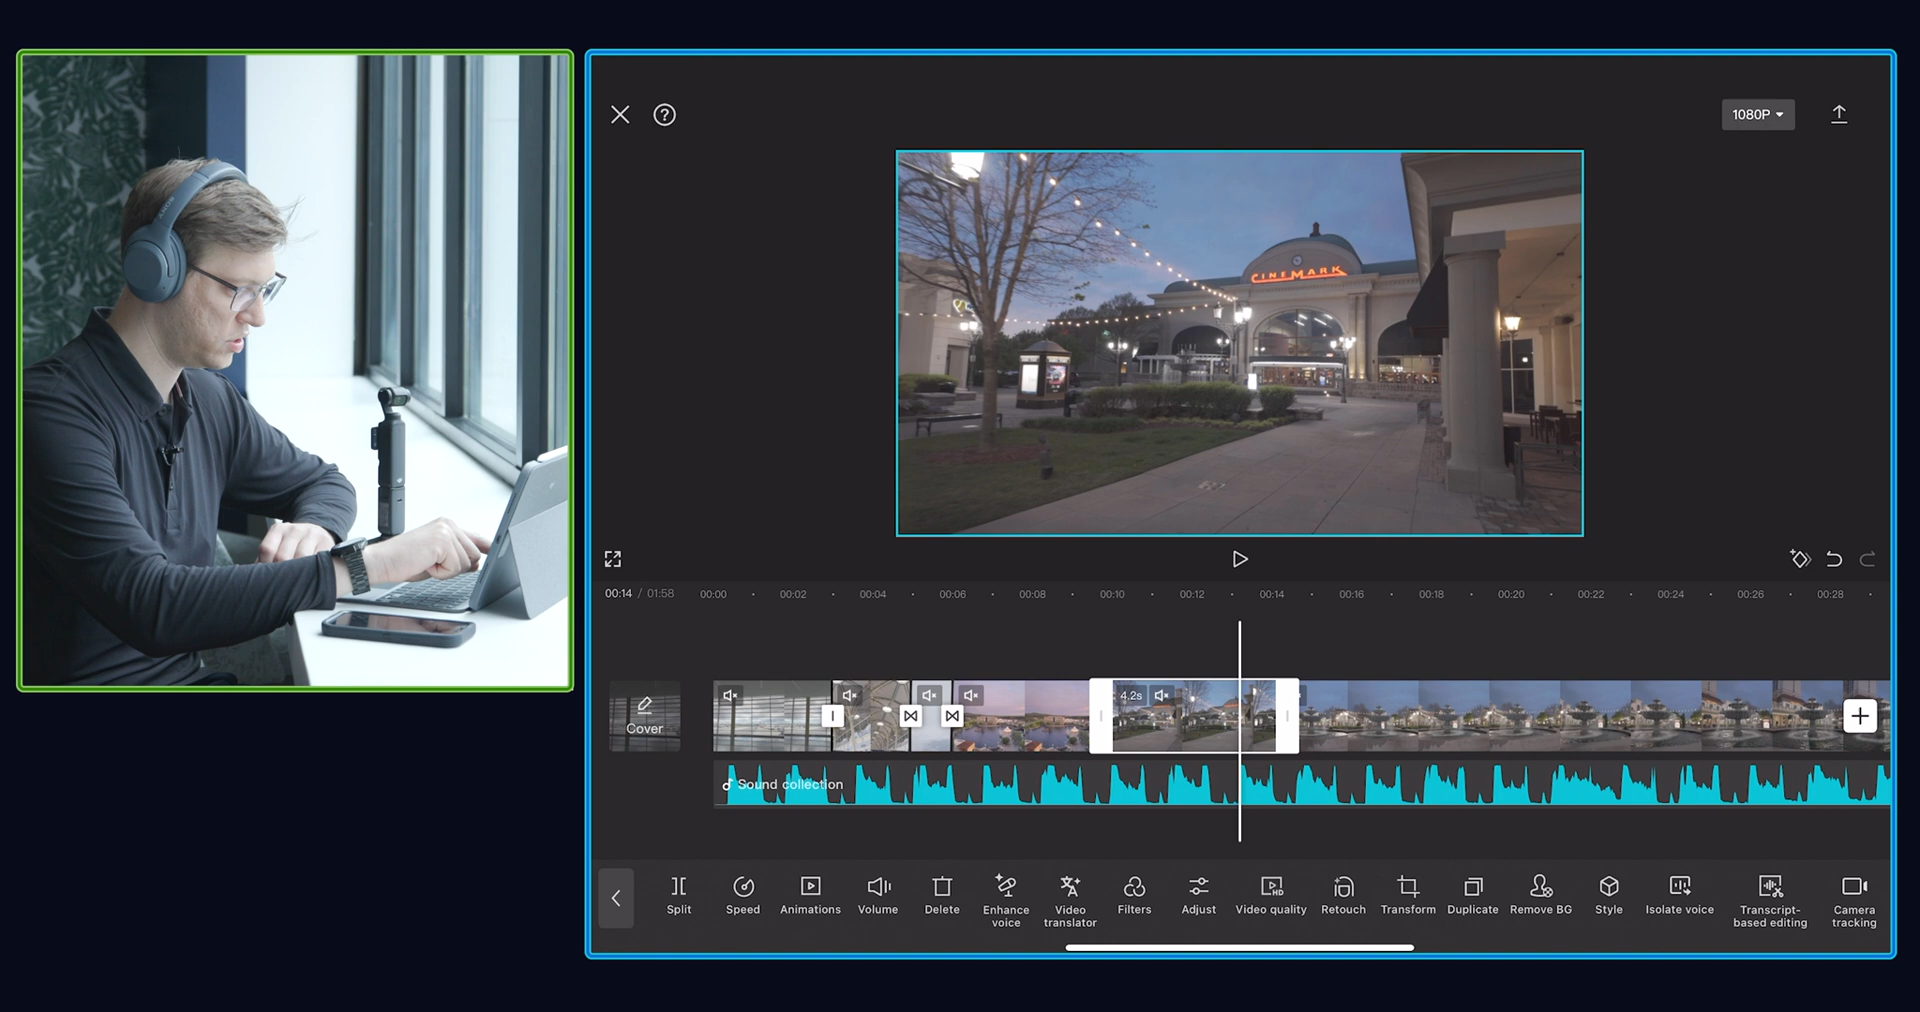 SONY
1080P
CINEMARK
00:14 / 01:58
00:00
00:02
00:04
00:06
00:08
00:10
00:12
00:14
00:16
00:18
00:20
00:22
00:24
00:26
00:28
Cover
4.2s
Sound collection
Split
Speed
Animations
Volume
Delete
Enhance
voice
Video
translator
Filters
Adjust
Video quality
Retouch
Transform
Duplicate
Remove BG
Style
Isolate voice
Transcript-
based editing
Camera
tracking